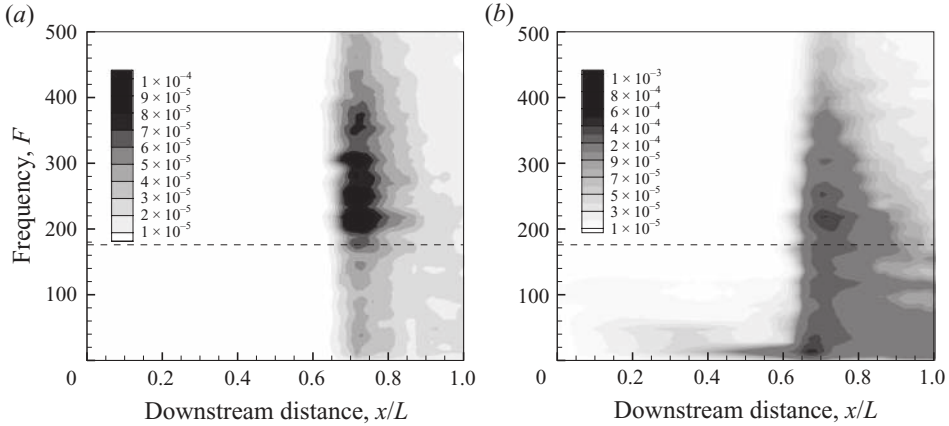 (a)
500
400
300
200
100
0
Frequency, F
1 × 10⁻⁴
9 × 10⁻⁵
8 × 10⁻⁵
7 × 10⁻⁵
6 × 10⁻⁵
5 × 10⁻⁵
4 × 10⁻⁵
3 × 10⁻⁵
2 × 10⁻⁵
1 × 10⁻⁵
0.2 0.4 0.6 0.8 1.0
Downstream distance, x/L
(b)
500
400
300
200
100
0
1 × 10⁻³
8 × 10⁻⁴
6 × 10⁻⁴
4 × 10⁻⁴
2 × 10⁻⁴
9 × 10⁻⁵
7 × 10⁻⁵
5 × 10⁻⁵
3 × 10⁻⁵
1 × 10⁻⁵
0.2 0.4 0.6 0.8 1.0
Downstream distance, x/L